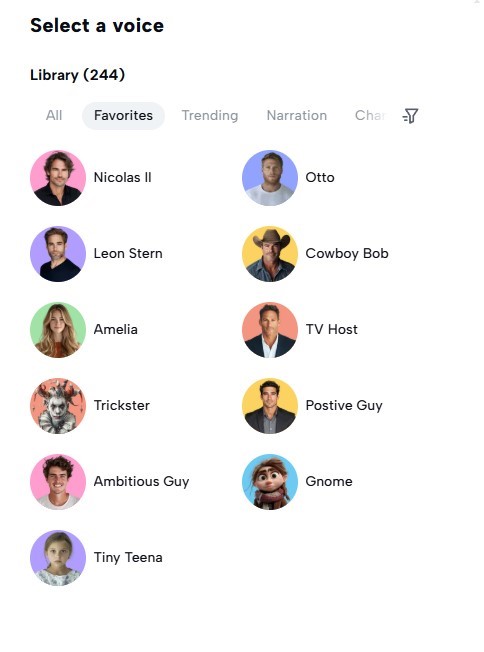 Select a voice
Library (244)
All Favorites Trending Narration
Nicolas II Otto
Leon Stern Cowboy Bob
Amelia TV Host
Trickster Postive Guy
Ambitious Guy Gnome
Tiny Teena